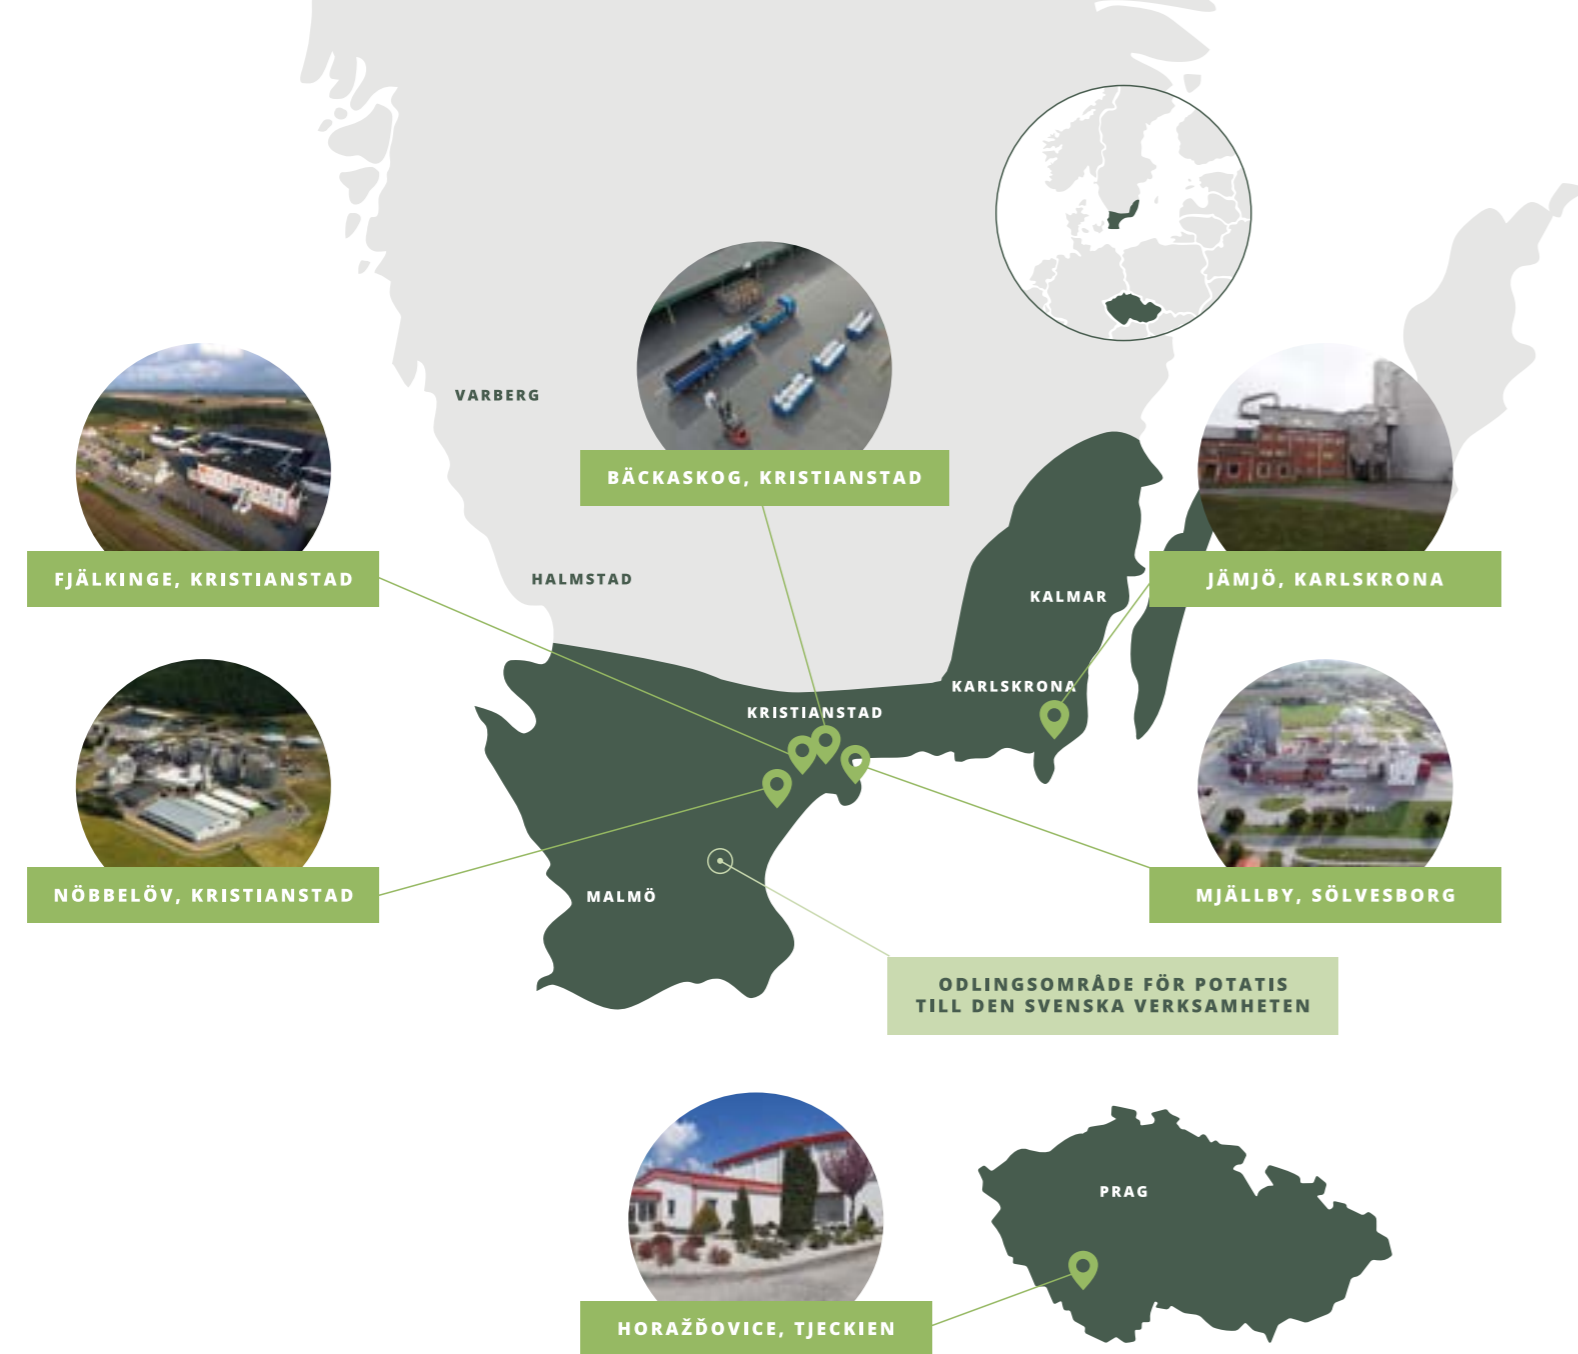 VARBERG
BÄCKASKOG, KRISTIANSTAD
FJÄLKINGE, KRISTIANSTAD
HALMSTAD
JÄMJÖ, KARLSKRONA
KALMAR
KARLSKRONA
KRISTIANSTAD
NÖBBELÖV, KRISTIANSTAD
MALMÖ
MJÄLLBY, SÖLVESBORG
ODLINGSOMRÅDE FÖR POTATIS
TILL DEN SVENSKA VERKSAMHETEN
PRAG
HORAŽĎOVICE, TJECKIEN